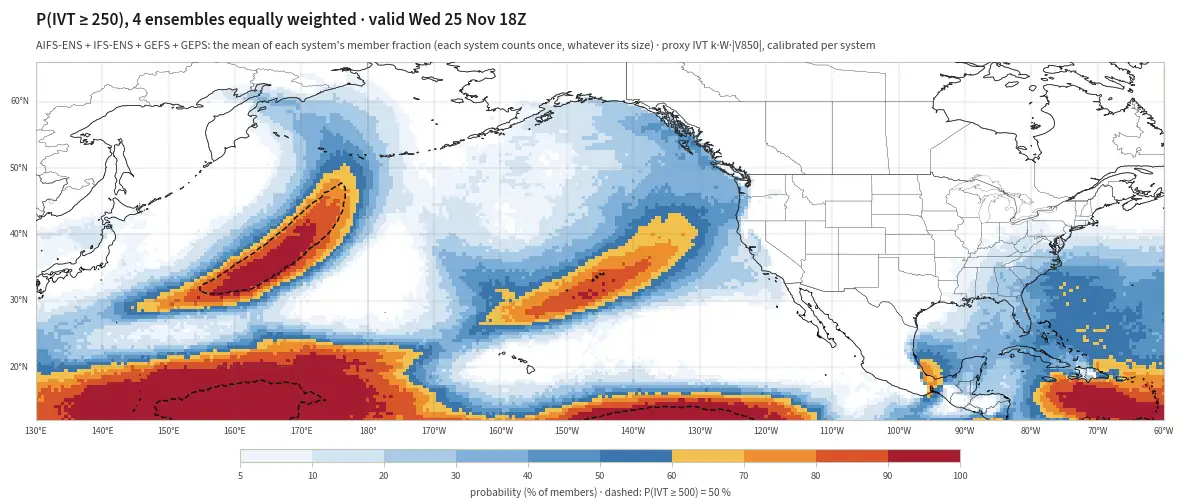 P(IVT ≥ 250), 4 ensembles equally weighted · valid Wed 25 Nov 18Z
AIFS-ENS + IFS-ENS + GEFS + GEPS: the mean of each system's member fraction (each system counts once, whatever its size) · proxy IVT k·W·|V850|, calibrated per system
60°N
50°N
40°N
30°N
20°N
130°E 140°E 150°E 160°E 170°E 180° 170°W 160°W 150°W 140°W 130°W 120°W 110°W 100°W 90°W 80°W 70°W 60°W
5 10 20 30 40 50 60 70 80 90 100
probability (% of members) · dashed: P(IVT ≥ 500) = 50 %